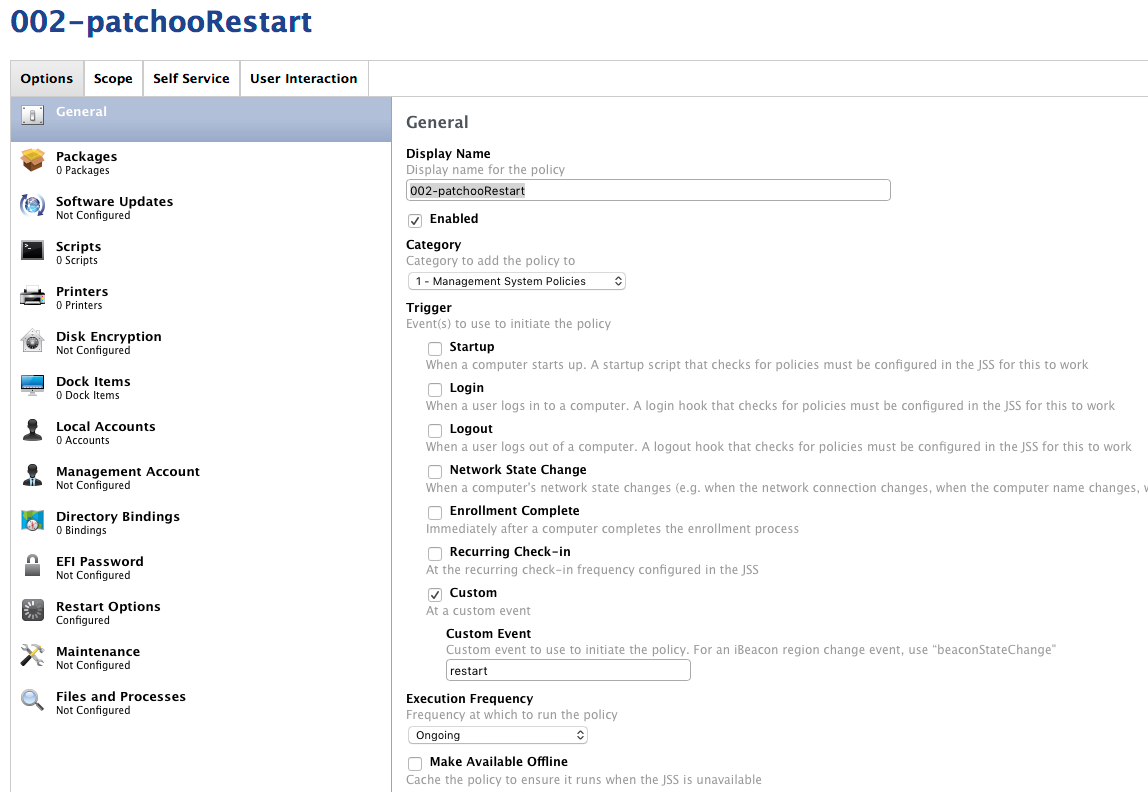 002-patchooRestart
Options Scope Self Service User Interaction
General
Packages
0 Packages
Software Updates
Not Configured
Scripts
0 Scripts
Printers
0 Printers
Disk Encryption
Not Configured
Dock Items
0 Dock Items
Local Accounts
0 Accounts
Management Account
Not Configured
Directory Bindings
0 Bindings
EFI Password
Not Configured
Restart Options
Configured
Maintenance
Not Configured
Files and Processes
Not Configured
General
Display Name
Display name for the policy
002-patchooRestart
Enabled
Category
Category to add the policy to
1 - Management System Policies
Trigger
Event(s) to use to initiate the policy
Startup
When a computer starts up. A startup script that checks for policies must be configured in the JSS for this to work
Login
When a user logs in to a computer. A login hook that checks for policies must be configured in the JSS for this to work
Logout
When a user logs out of a computer. A logout hook that checks for policies must be configured in the JSS for this to work
Network State Change
When a computer's network state changes (e.g. when the network connection changes, when the computer name changes,
Enrollment Complete
Immediately after a computer completes the enrollment process
Recurring Check-in
At the recurring check-in frequency configured in the JSS
Custom
At a custom event
Custom Event
Custom event to use to initiate the policy. For an iBeacon region change event, use "beaconStateChange"
restart
Execution Frequency
Frequency at which to run the policy
Ongoing
Make Available Offline
Cache the policy to ensure it runs when the JSS is unavailable